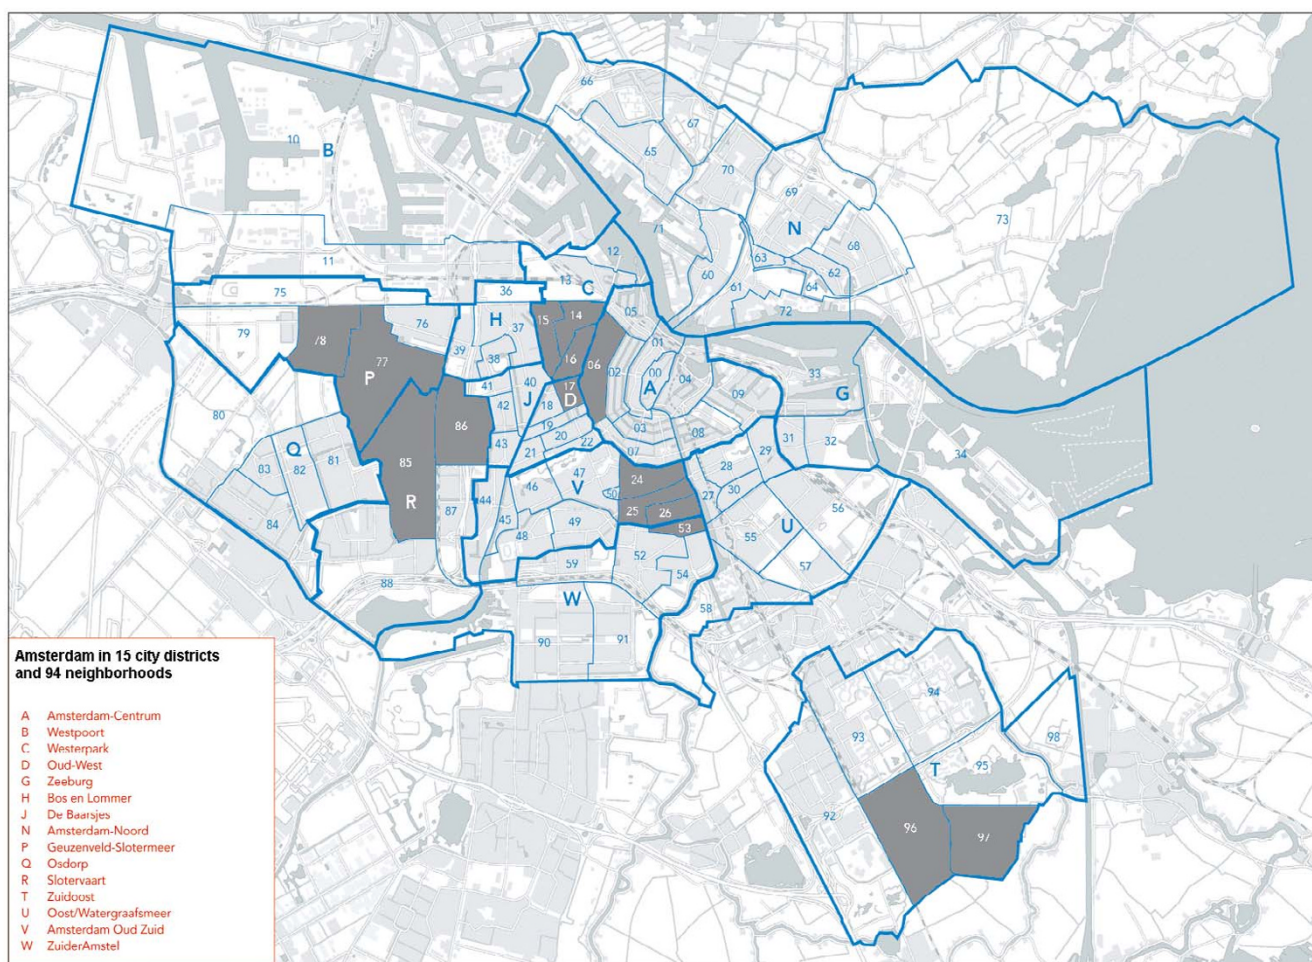 66
67
65
70
10
B
69
N
73
71
68
12
11
63
60
62
13
C
61
64
75
36
72
05
76
H
37
15
14
79
78
01
77
39
38
16
06
02
00
33
P
41
40
17
A
04
G
09
80
J
18
D
42
86
19
03
08
31
32
Q
20
22
83
81
43
21
07
29
34
82
85
47
28
24
R
46
V
50
30
84
44
27
87
45
49
25
26
56
48
53
U
55
52
59
57
88
54
W
58
90
91
94
93
98
95
T
92
96
97
Amsterdam in 15 city districts
and 94 neighborhoods
A Amsterdam-Centrum
B Westpoort
C Westerpark
D Oud-West
G Zeeburg
H Bos en Lommer
J De Baarsjes
N Amsterdam-Noord
P Geuzenveld-Slotermeer
Q Osdorp
R Slotervaart
T Zuidoost
U Oost/Watergraafsmeer
V Amsterdam Oud Zuid
W ZuiderAmstel